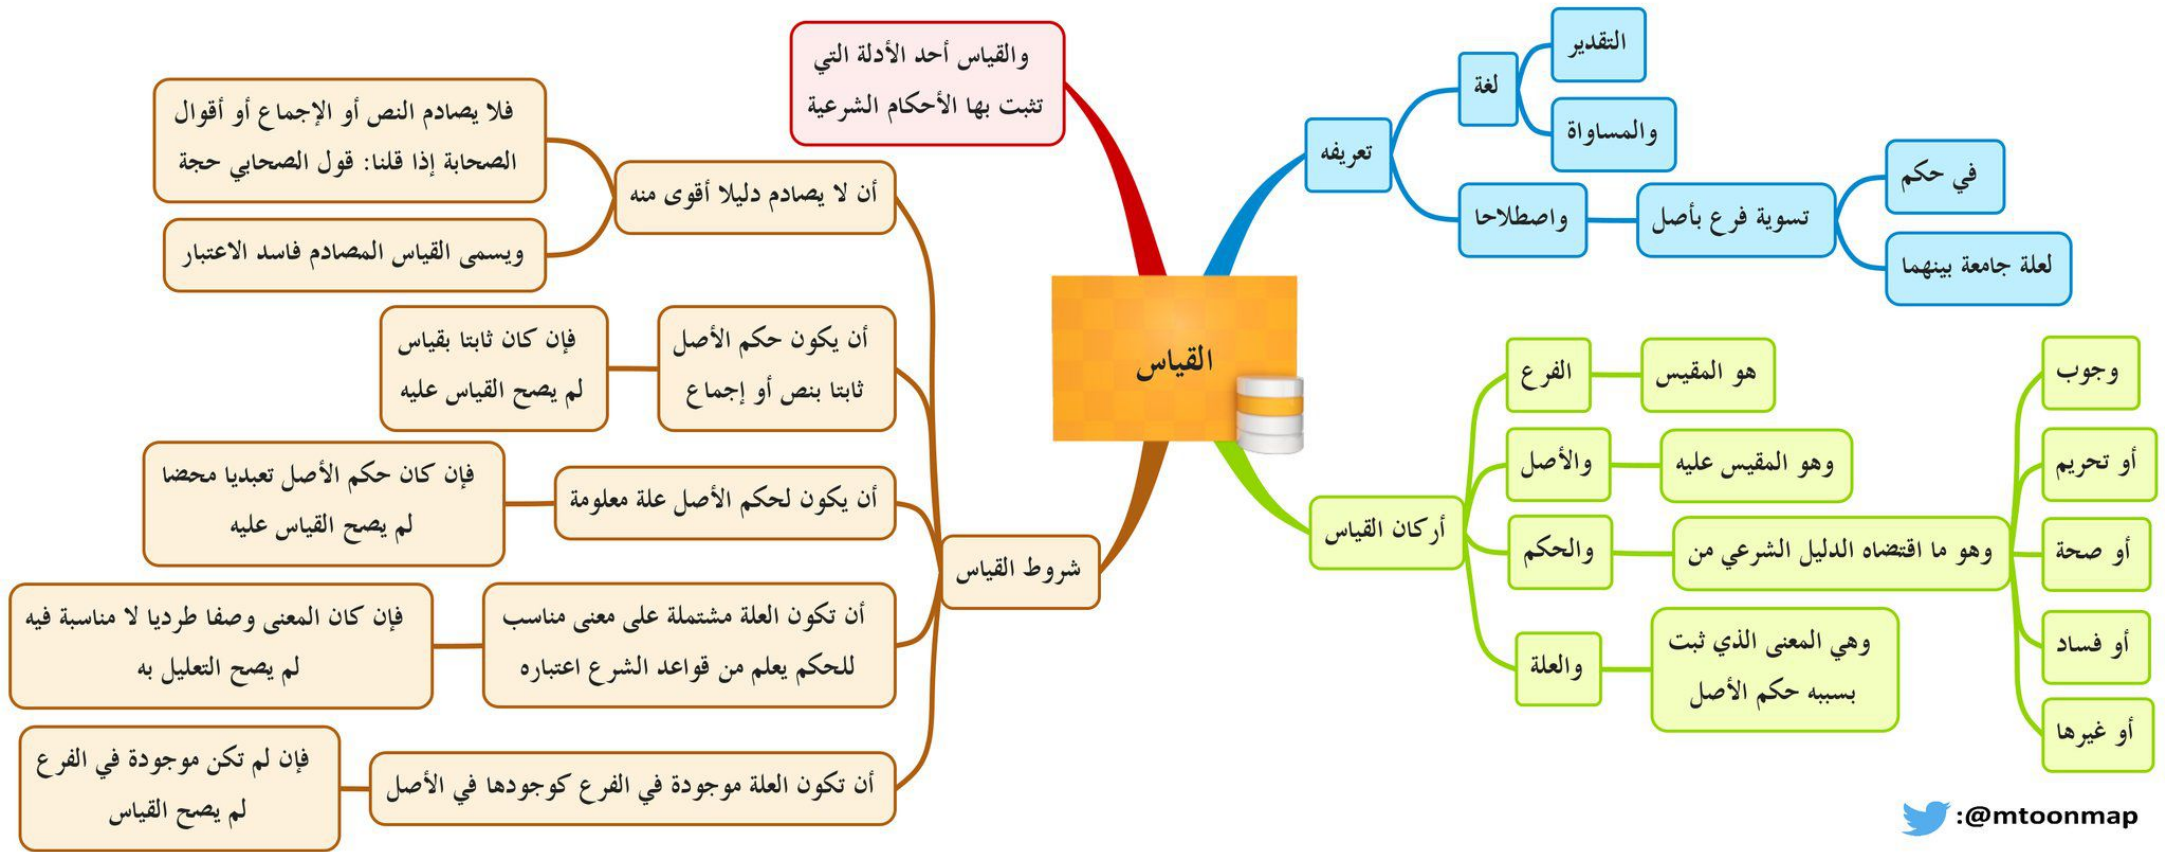 القياس
تعريفه
لغة
التقدير
والمساواة
واصطلاحا
تسوية فرع بأصل
في حكم
لعلة جامعة بينهما
أركان القياس
الفرع
هو المقيس
والأصل
وهو المقيس عليه
والحكم
وهو ما اقتضاه الدليل الشرعي من
وجوب
أو تحريم
أو صحة
أو فساد
أو غيرها
والعلة
وهي المعنى الذي ثبت
بسببه حكم الأصل
والقياس أحد الأدلة التي
تثبت بها الأحكام الشرعية
شروط القياس
أن لا يصادم دليلا أقوى منه
فلا يصادم النص أو الإجماع أو أقوال
الصحابة إذا قلنا: قول الصحابي حجة
ويسمى القياس المصادم فاسد الاعتبار
أن يكون حكم الأصل
ثابتا بنص أو إجماع
فإن كان ثابتا بقياس
لم يصح القياس عليه
أن يكون لحكم الأصل علة معلومة
فإن كان حكم الأصل تعبديا محضا
لم يصح القياس عليه
أن تكون العلة مشتملة على معنى مناسب
للحكم يعلم من قواعد الشرع اعتباره
فإن كان المعنى وصفا طرديا لا مناسبة فيه
لم يصح التعليل به
أن تكون العلة موجودة في الفرع كوجودها في الأصل
فإن لم تكن موجودة في الفرع
لم يصح القياس
:@mtoonmap